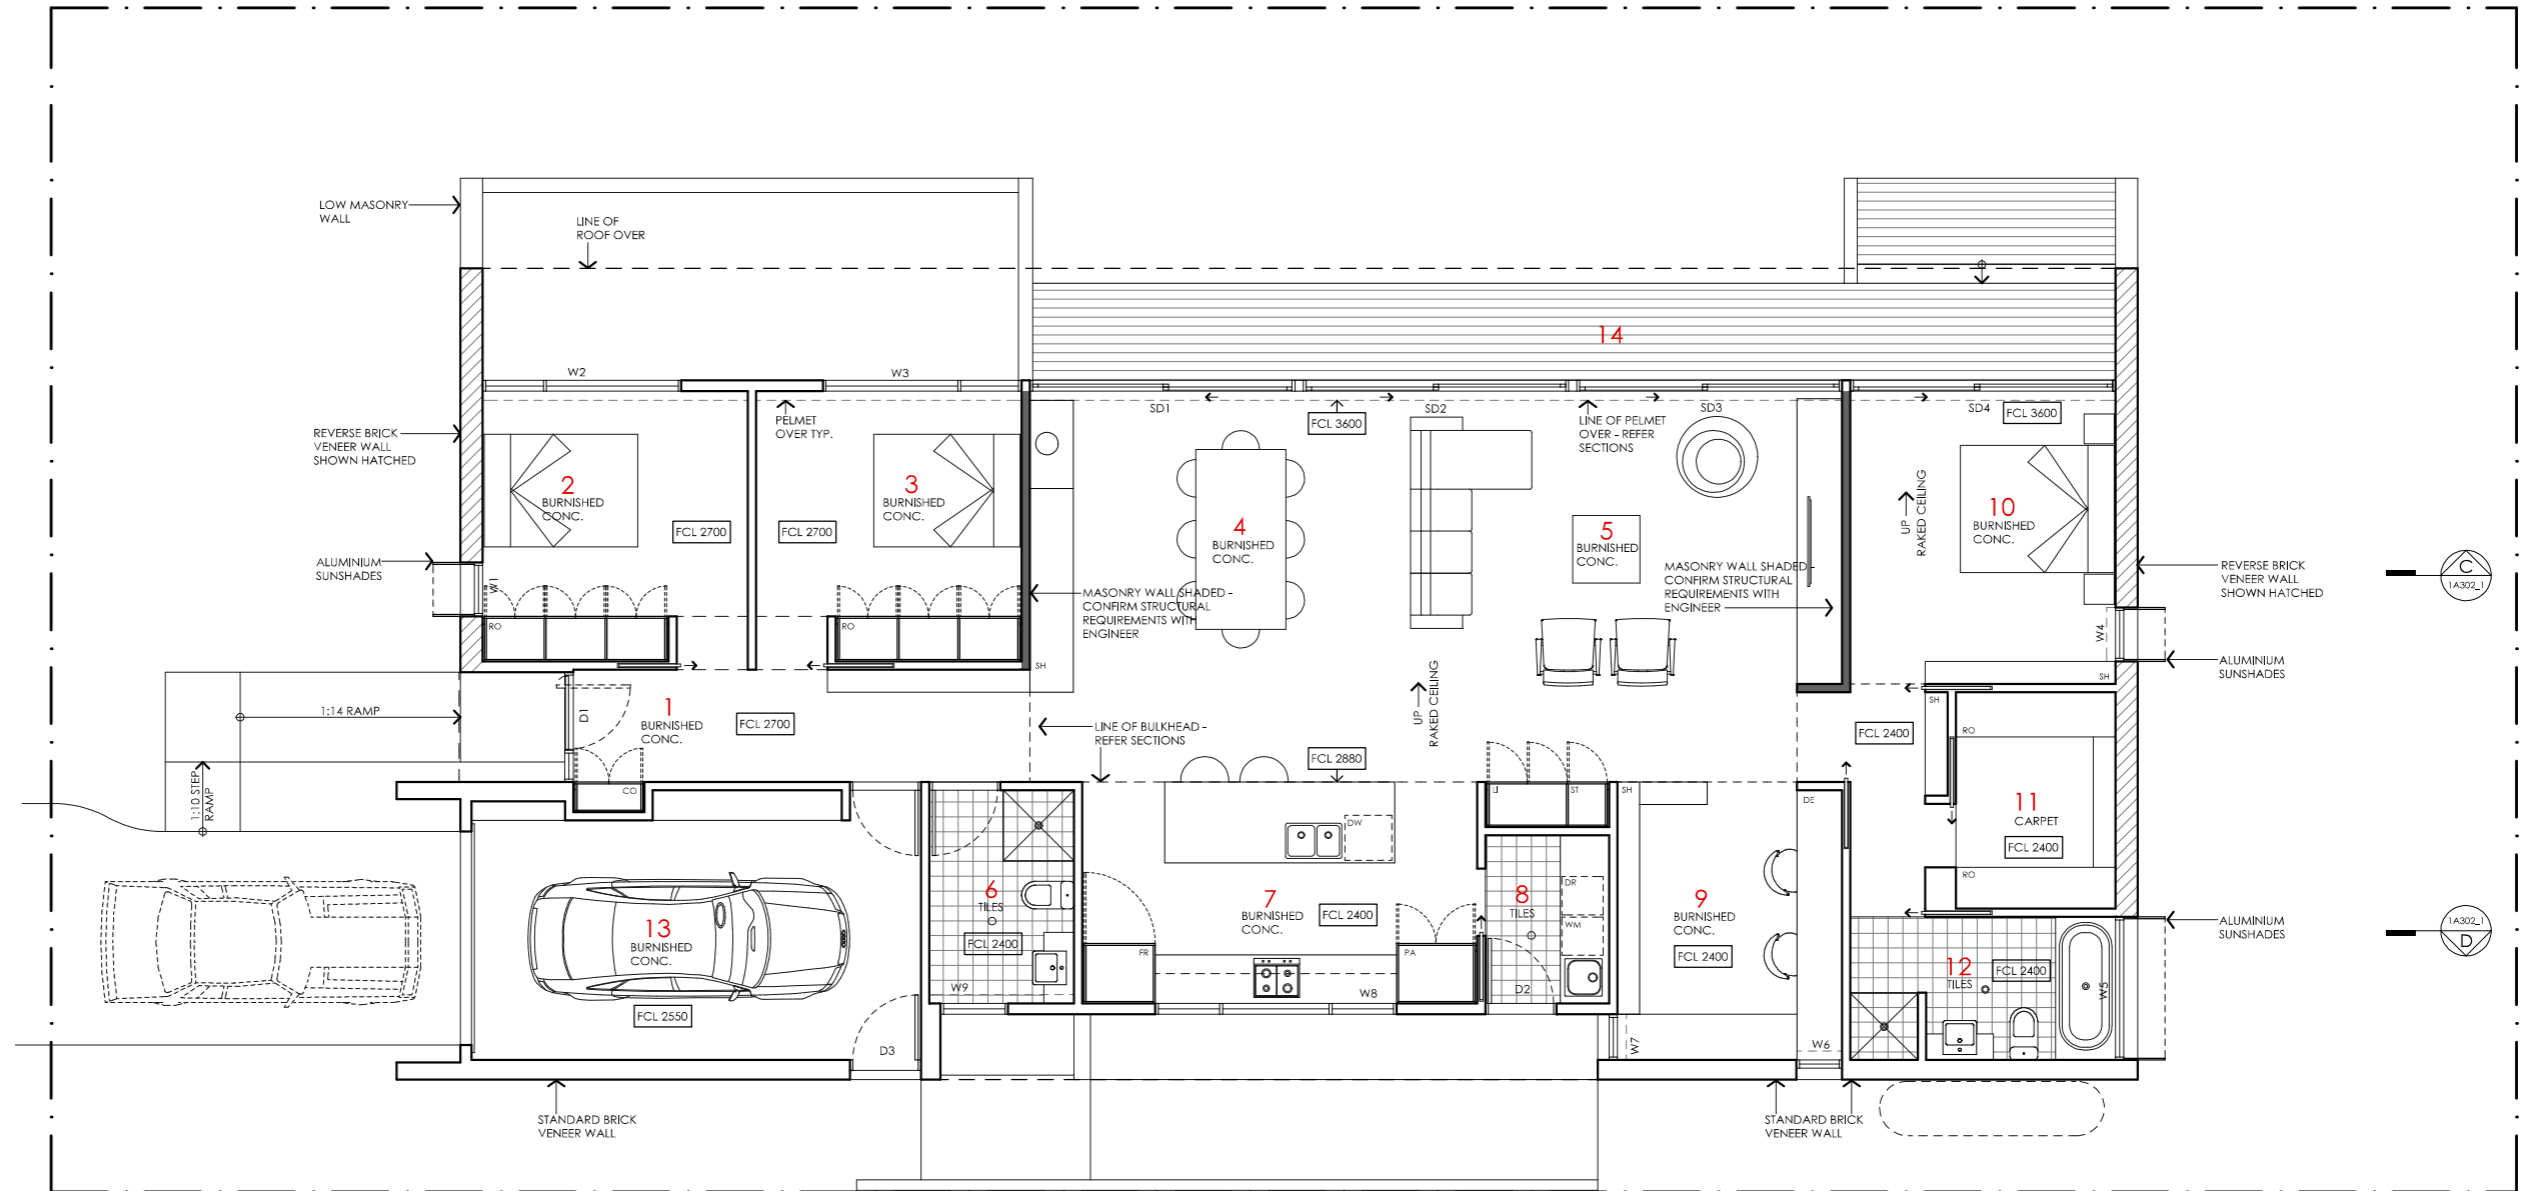 LOW MASONRY
WALL
LINE OF
ROOF OVER
14
W2
W3
PELMET
OVER TYP.
SD1
FCL 3600
SD2
LINE OF PELMET
OVER - REFER
SECTIONS
SD3
SD4
FCL 3600
REVERSE BRICK
VENEER WALL
SHOWN HATCHED
2
BURNISHED
CONC.
FCL 2700
FCL 2700
3
BURNISHED
CONC.
4
BURNISHED
CONC.
5
BURNISHED
CONC.
UP
RAKED CEILING
10
BURNISHED
CONC.
ALUMINIUM
SUNSHADES
W1
RO
RO
MASONRY WALL SHADED -
CONFIRM STRUCTURAL
REQUIREMENTS WITH
ENGINEER
MASONRY WALL SHADED -
CONFIRM STRUCTURAL
REQUIREMENTS WITH
ENGINEER
REVERSE BRICK
VENEER WALL
SHOWN HATCHED
C
1A302_1
W4
ALUMINIUM
SUNSHADES
SH
SH
SH
1:14 RAMP
D1
1
BURNISHED
CONC.
FCL 2700
LINE OF BULKHEAD -
REFER SECTIONS
UP
RAKED CEILING
FCL 2880
FCL 2400
RO
1:10 STEP
RAMP
CO
LI
ST
SH
DE
DW
11
CARPET
FCL 2400
RO
13
BURNISHED
CONC.
FCL 2550
6
TILES
FCL 2400
W9
7
BURNISHED
CONC.
FCL 2400
FR
PA
W8
8
TILES
DR
WM
D2
9
BURNISHED
CONC.
FCL 2400
12
TILES
FCL 2400
W5
ALUMINIUM
SUNSHADES
1A302_1
D
D3
W7
W6
STANDARD BRICK
VENEER WALL
STANDARD BRICK
VENEER WALL